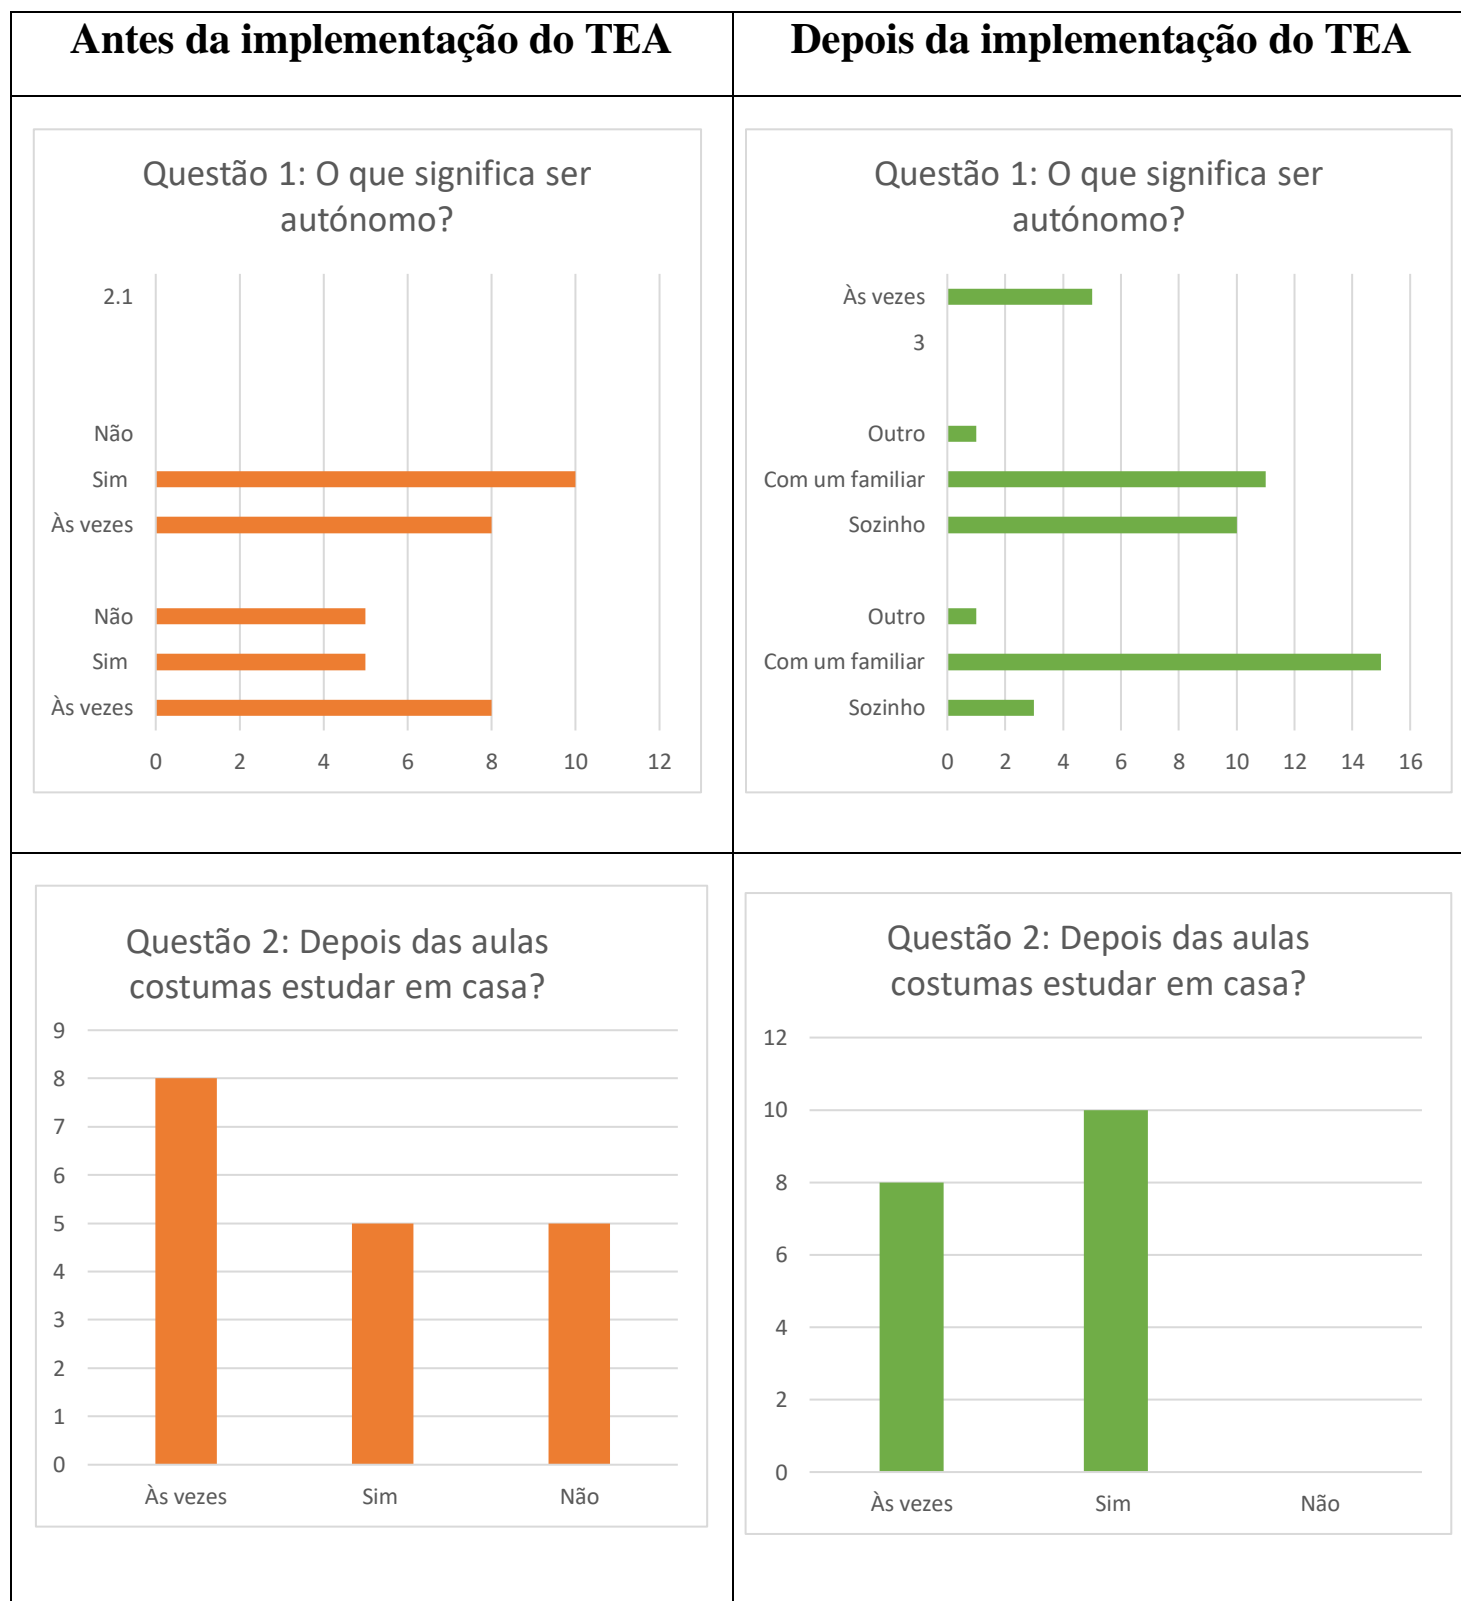 Antes da implementação do TEA
Depois da implementação do TEA
Questão 1: O que significa ser
autónomo?
2.1
Não
Sim
Às vezes
Não
Sim
Às vezes
0 2 4 6 8 10 12
Questão 1: O que significa ser
autónomo?
Às vezes
3
Outro
Com um familiar
Sozinho
Outro
Com um familiar
Sozinho
0 2 4 6 8 10 12 14 16
Questão 2: Depois das aulas
costumas estudar em casa?
9
8
7
6
5
4
3
2
1
0
Às vezes Sim Não
Questão 2: Depois das aulas
costumas estudar em casa?
12
10
8
6
4
2
0
Às vezes Sim Não